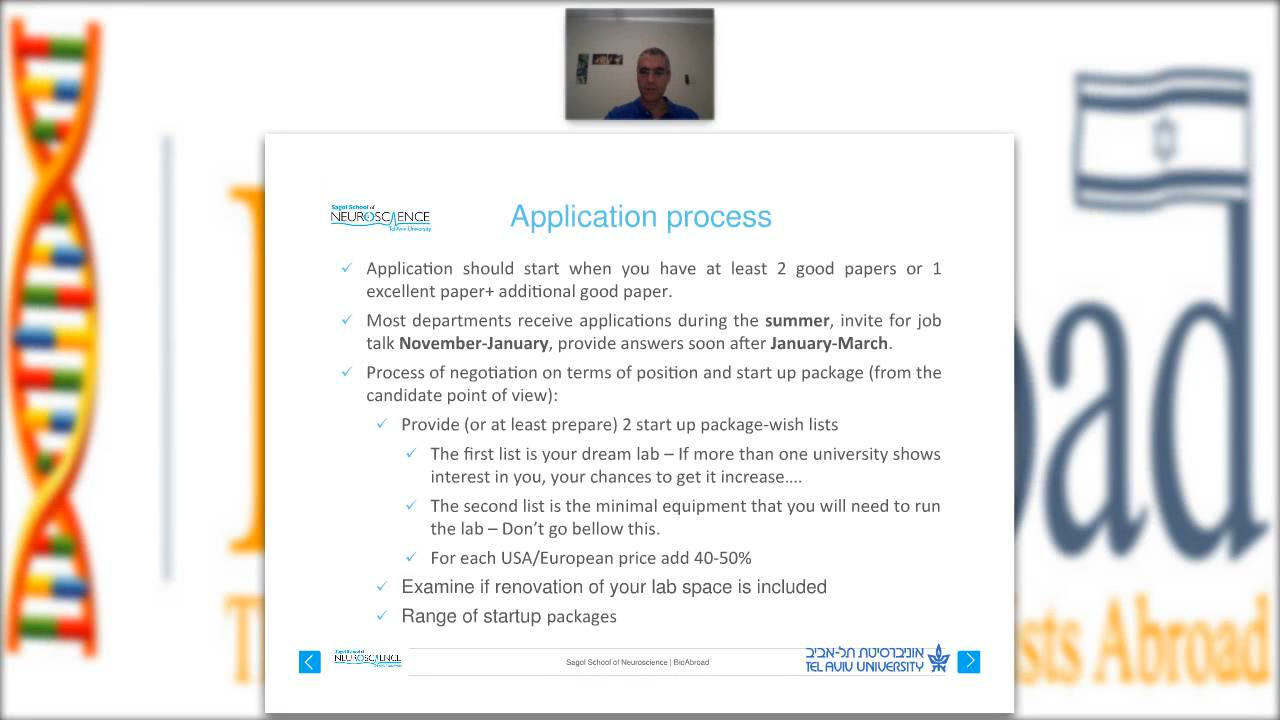 Sagol School of
NEUROSCIENCE
Tel Aviv University
Application process
Application should start when you have at least 2 good papers or 1
excellent paper+ additional good paper.
Most departments receive applications during the summer, invite for job
talk November-January, provide answers soon after January-March.
Process of negotiation on terms of position and start up package (from the
candidate point of view):
Provide (or at least prepare) 2 start up package-wish lists
The first list is your dream lab – If more than one university shows
interest in you, your chances to get it increase....
The second list is the minimal equipment that you will need to run
the lab – Don't go bellow this.
For each USA/European price add 40-50%
Examine if renovation of your lab space is included
Range of startup packages
NEUROSCIENCE
Sagol School of Neuroscience | BioAbroad
אוניברסיטת תל-אביב
TEL AVIV UNIVERSITY
oad
ists Abroad